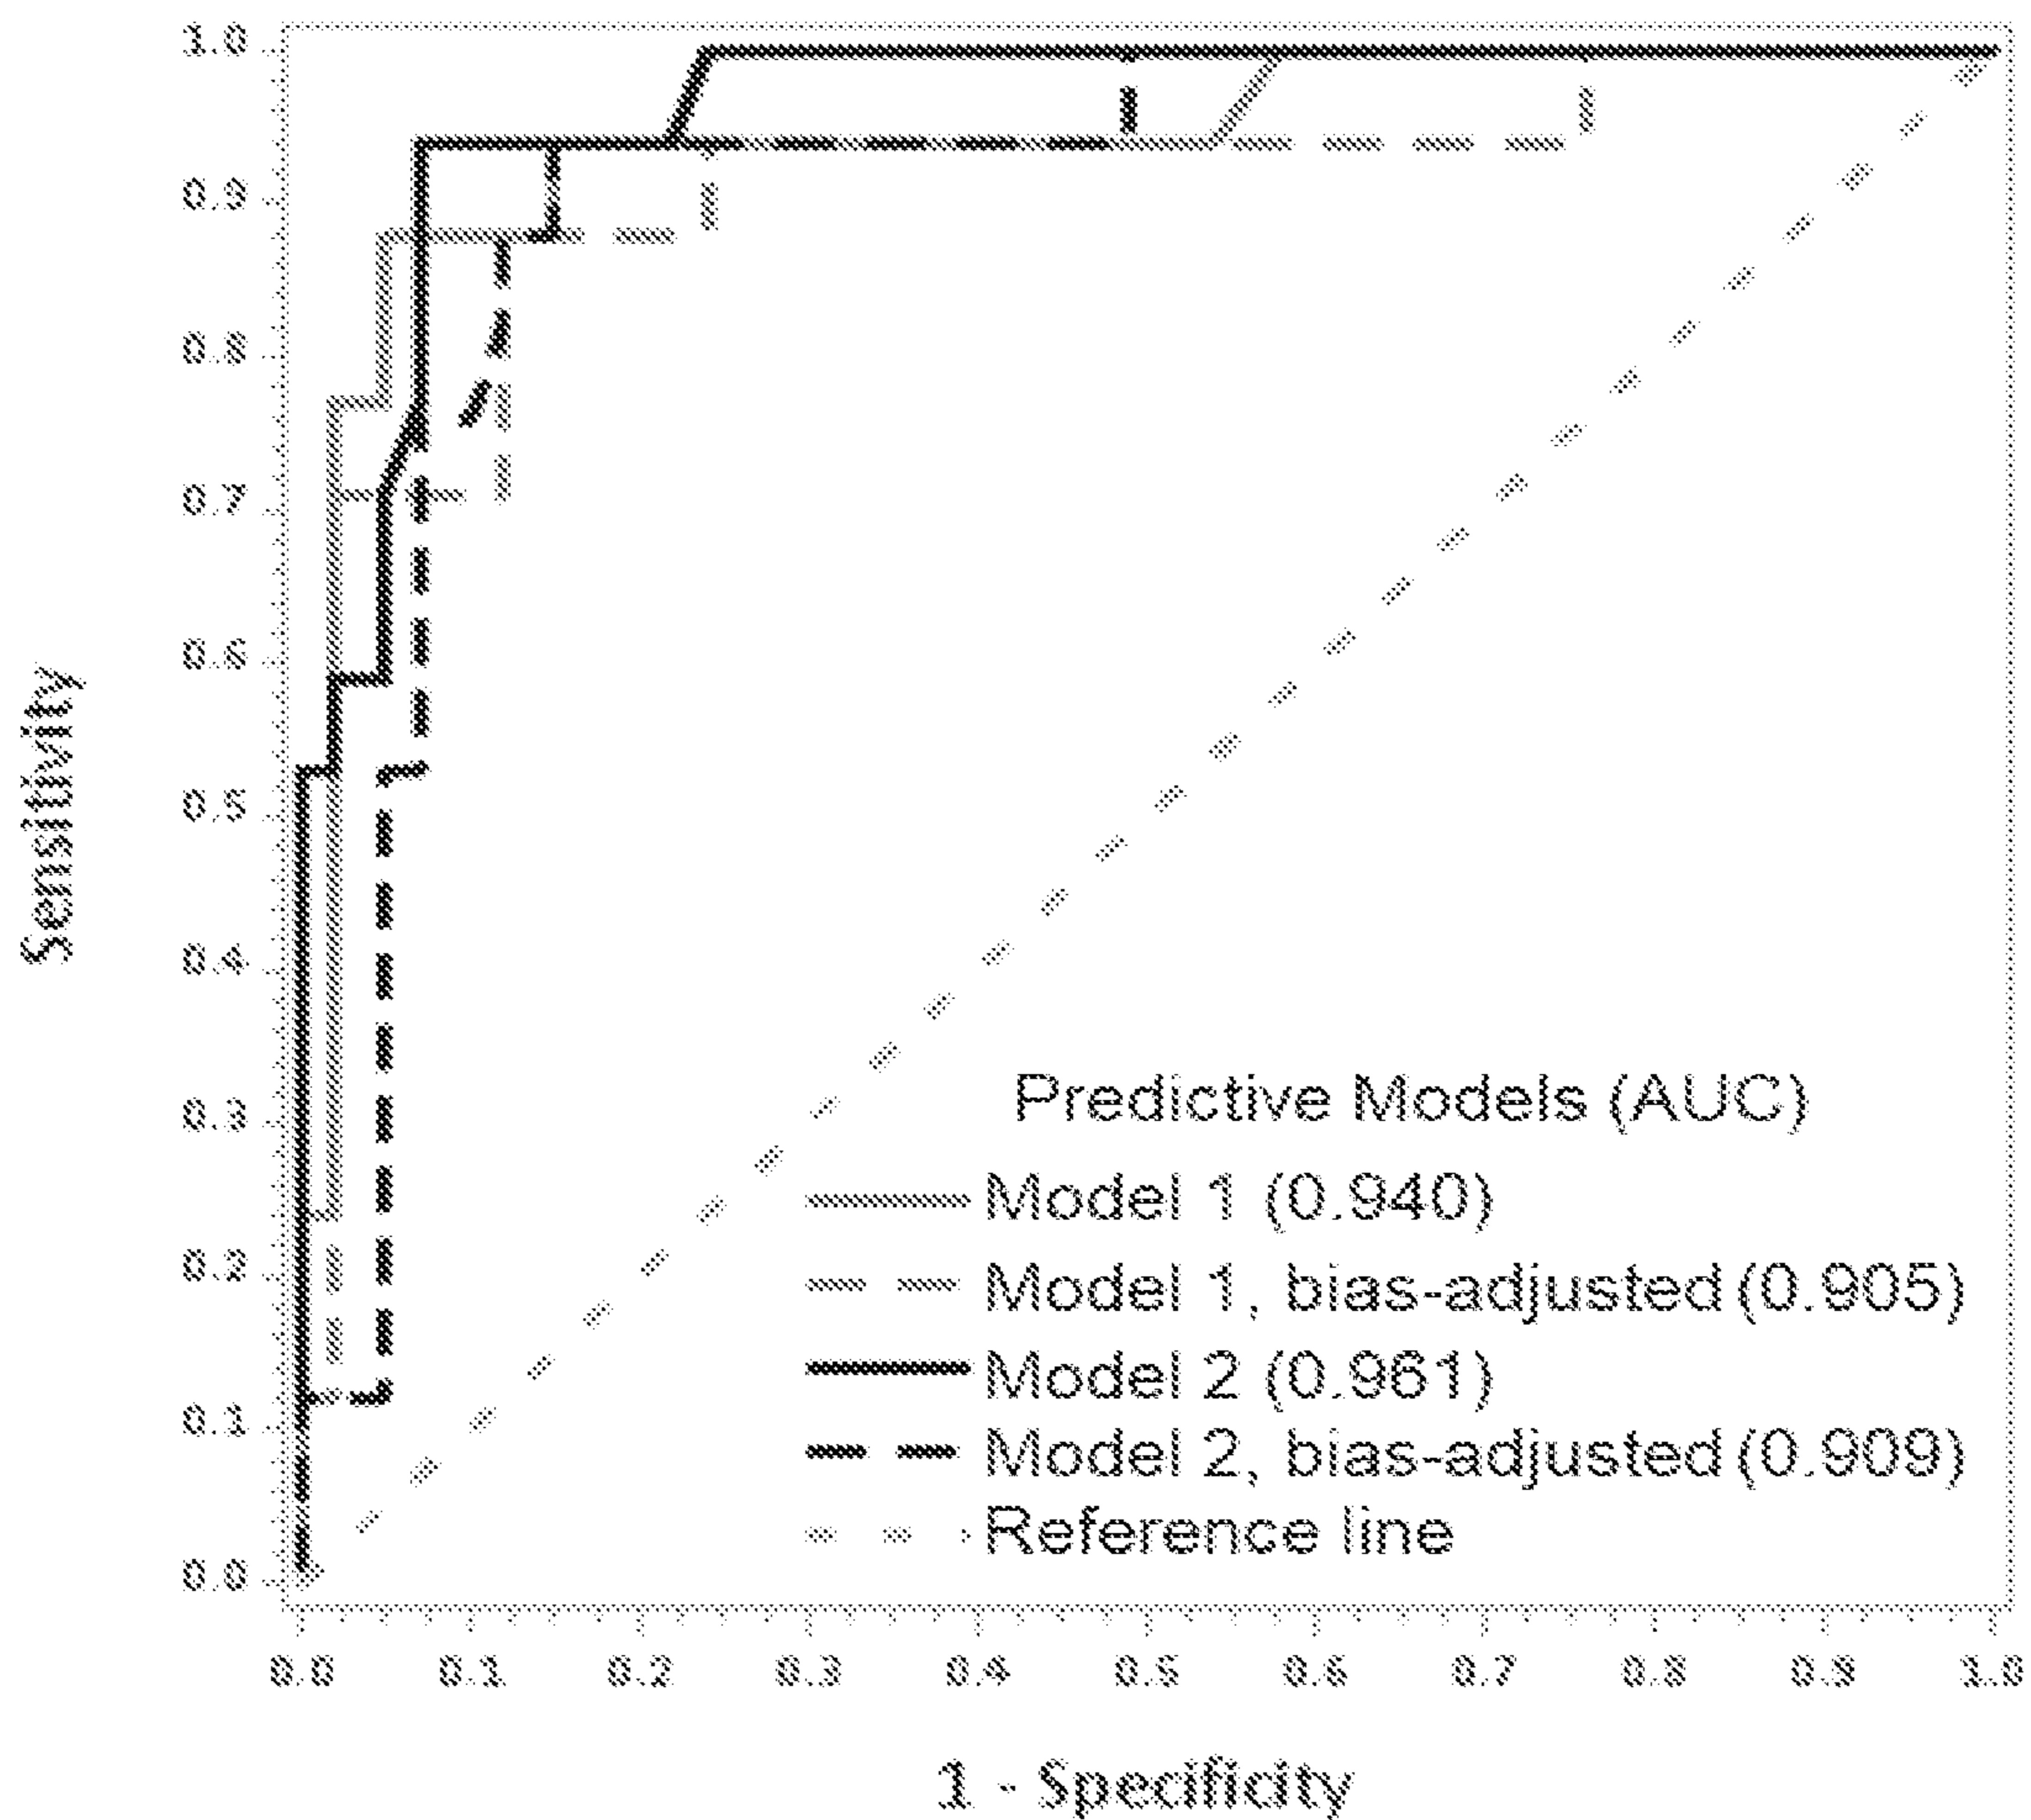 1.0
0.9
0.8
0.7
0.6
0.5
0.4
0.3
0.2
0.1
0.0
Sensitivity
Predictive Models (AUC)
Model 1 (0.940)
Model 1, bias-adjusted (0.905)
Model 2 (0.961)
Model 2, bias-adjusted (0.909)
Reference line
0.0 0.1 0.2 0.3 0.4 0.5 0.6 0.7 0.8 0.9 1.0
1 - Specificity